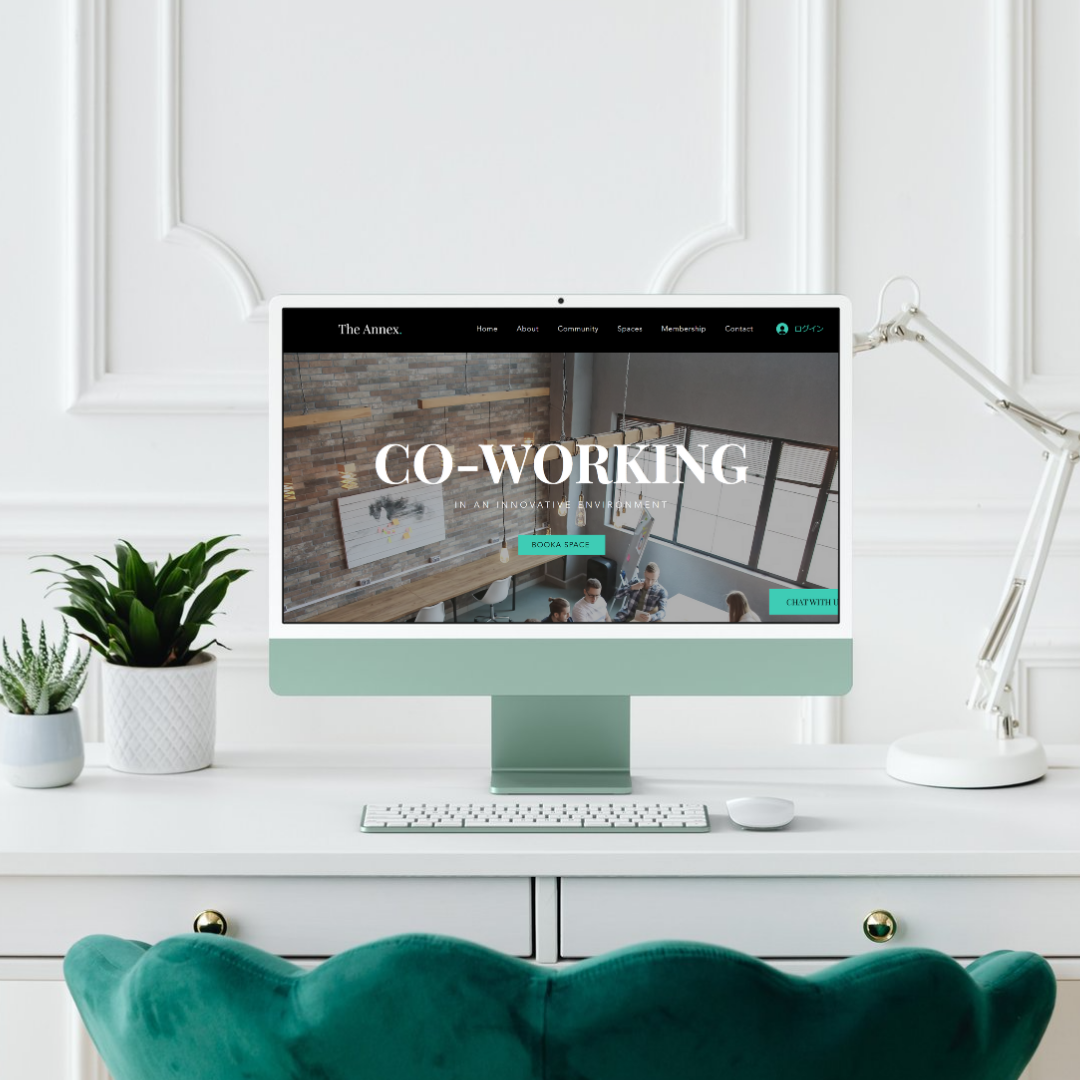 The Annex.
Home About Community Spaces Membership Contact ログイン
CO-WORKING
IN AN INNOVATIVE ENVIRONMENT
BOOKA SPACE
CHAT WITH U